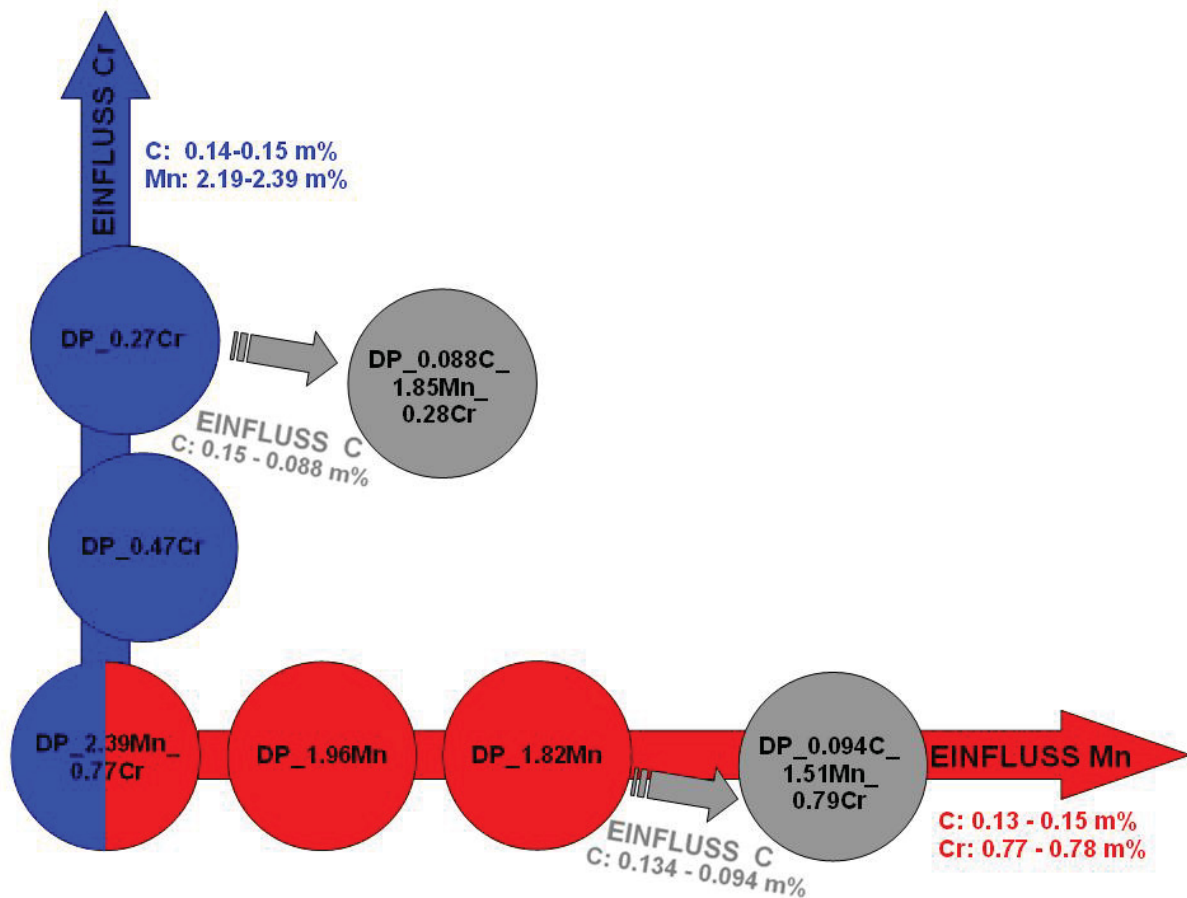 EINFLUSS Cr
C: 0.14-0.15 m%
Mn: 2.19-2.39 m%
DP_0.27Cr
DP_0.088C_
1.85Mn_
0.28Cr
EINFLUSS C
C: 0.15 - 0.088 m%
DP_0.47Cr
DP_2.39Mn_
0.77Cr
DP_1.96Mn
DP_1.82Mn
DP_0.094C_
1.51Mn_
0.79Cr
EINFLUSS Mn
EINFLUSS C
C: 0.134 - 0.094 m%
C: 0.13 - 0.15 m%
Cr: 0.77 - 0.78 m%